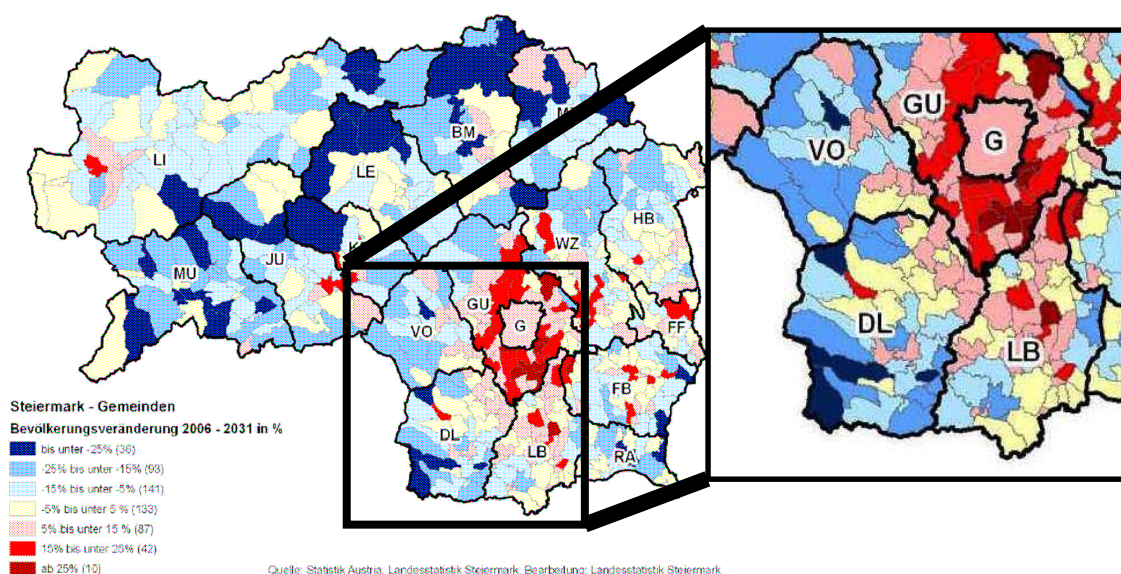 LI
BM
LE
HB
WZ
MU
JU
GU
G
VO
FF
FB
DL
LB
RA
GU
G
VO
DL
LB
Steiermark - Gemeinden
Bevölkerungsveränderung 2006 - 2031 in %
bis unter -25% (36)
-25% bis unter -15% (93)
-15% bis unter -5% (141)
-5% bis unter 5 % (133)
5% bis unter 15 % (87)
15% bis unter 25% (42)
ab 25% (10)
Quelle: Statistik Austria, Landesstatistik Steiermark; Bearbeitung: Landesstatistik Steiermark